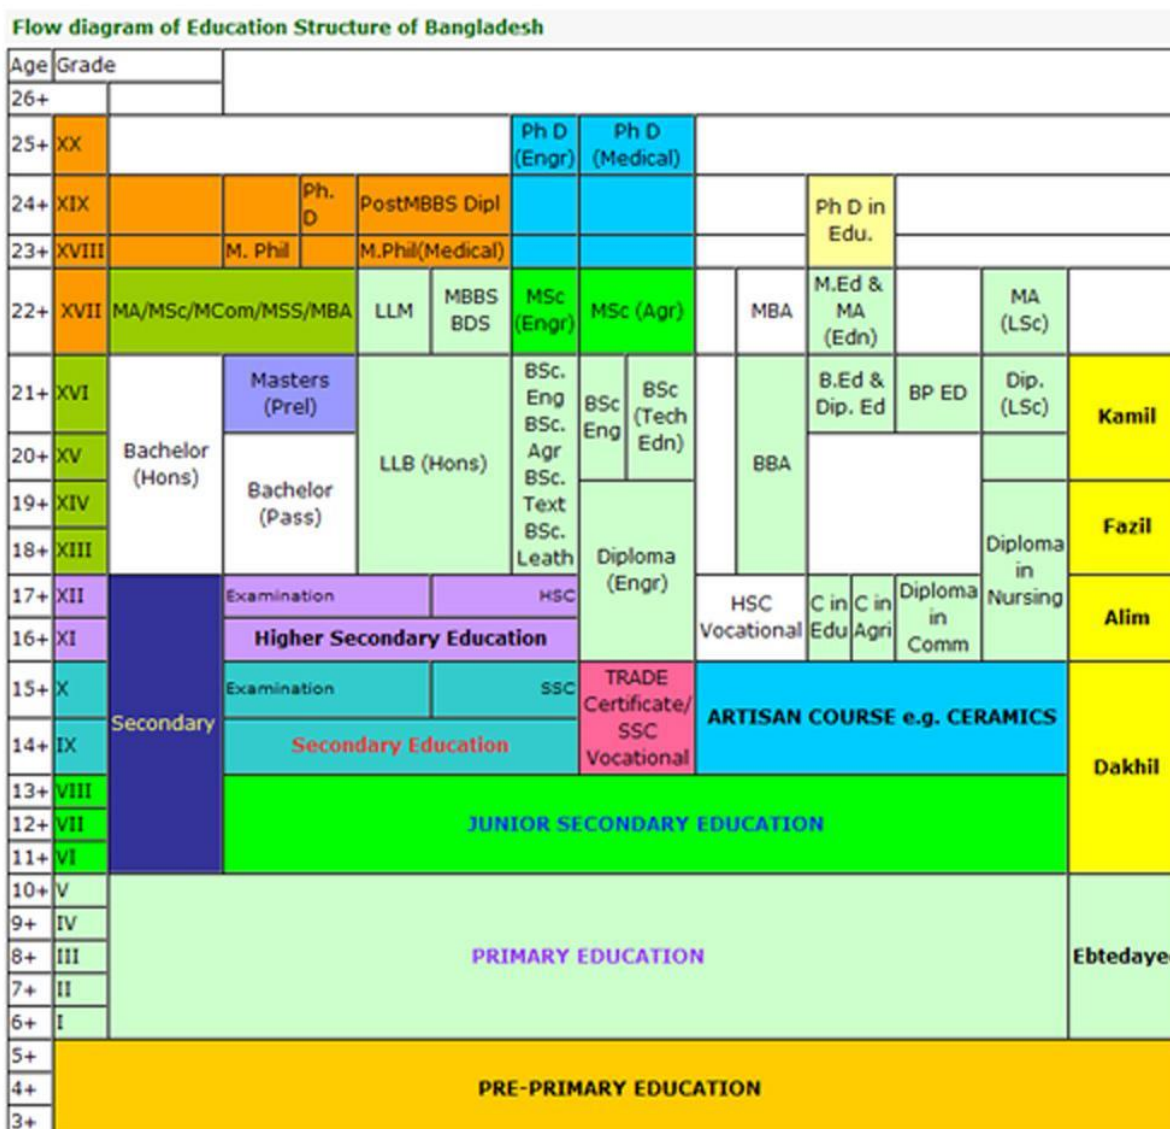 Flow diagram of Education Structure of Bangladesh
Age Grade
26+
25+ XX
Ph D
(Engr)
Ph D
(Medical)
24+ XIX
Ph.
D
PostMBBS Dipl
Ph D in
Edu.
23+ XVIII
M. Phil
M.Phil(Medical)
22+ XVII
MA/MSc/MCom/MSS/MBA
LLM
MBBS
BDS
MSc
(Engr)
MSc (Agr)
MBA
M.Ed &
MA
(Edn)
MA
(LSc)
21+ XVI
Bachelor
(Hons)
Masters
(Prel)
LLB (Hons)
BSc.
Eng
BSc.
Agr
BSc.
Text
BSc.
Leath
BSc
Eng
BSc
(Tech
Edn)
BBA
B.Ed &
Dip. Ed
BP ED
Dip.
(LSc)
Kamil
20+ XV
Bachelor
(Pass)
19+ XIV
Diploma
(Engr)
Diploma
in
Nursing
Fazil
18+ XIII
17+ XII
Secondary
Examination
HSC
HSC
Vocational
C in
Edu
C in
Agri
Diploma
in
Comm
Alim
16+ XI
Higher Secondary Education
15+ X
Examination
SSC
TRADE
Certificate/
SSC
Vocational
ARTISAN COURSE e.g. CERAMICS
Dakhil
14+ IX
Secondary Education
13+ VIII
JUNIOR SECONDARY EDUCATION
12+ VII
11+ VI
10+ V
PRIMARY EDUCATION
9+ IV
8+ III
Ebtedaye
7+ II
6+ I
5+
PRE-PRIMARY EDUCATION
4+
3+